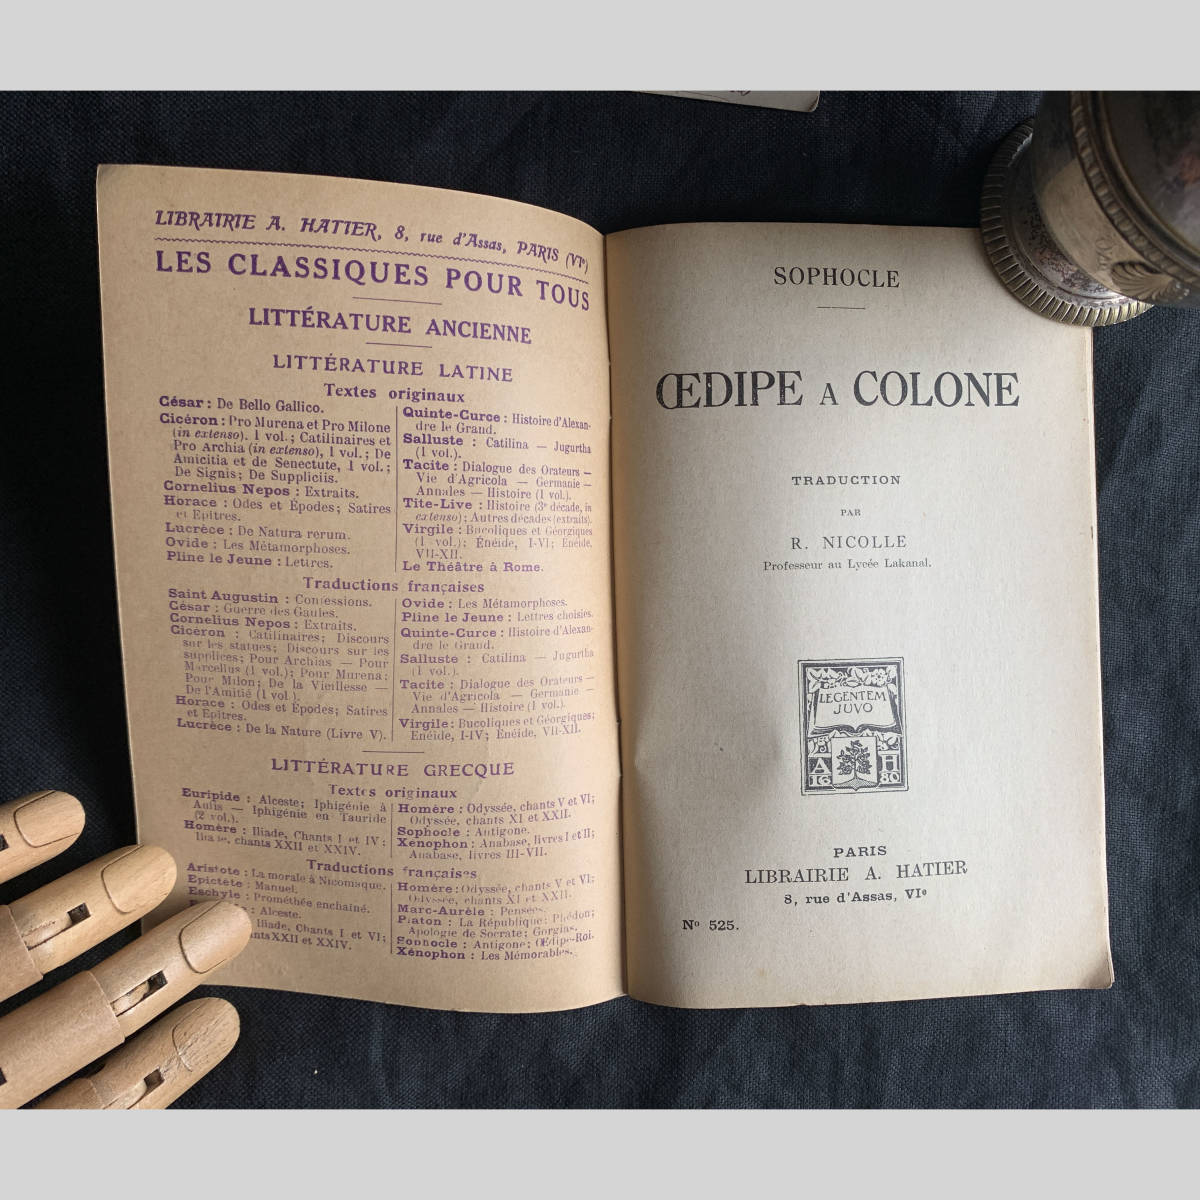 LIBRAIRIE A. HATIER, 8, rue d'Assas, PARIS (VIe)
LES CLASSIQUES POUR TOUS
LITTÉRATURE ANCIENNE
LITTÉRATURE LATINE
Textes originaux
César : De Bello Gallico.
Cicéron : Pro Murena et Pro Milone
(in extenso). 1 vol. ; Catilinaires et
Pro Archia (in extenso), 1 vol. ; De
Amicitia et de Senectute, 1 vol. ;
De Signis ; De Suppliciis.
Cornelius Nepos : Extraits.
Horace : Odes et Épodes ; Satires
et Epîtres.
Lucrèce : De Natura rerum.
Ovide : Les Métamorphoses.
Pline le Jeune : Lettres.
Quinte-Curce : Histoire d'Alexan-
dre le Grand.
Salluste : Catilina — Jugurtha
(1 vol.).
Tacite : Dialogue des Orateurs —
Vie d'Agricola — Germanie —
Annales — Histoire (1 vol.).
Tite-Live : Histoire (3e décade, in
extenso) ; Autres décades (extraits).
Virgile : Bucoliques et Géorgiques
(1 vol.) ; Énéide, I-VI ; Enéide,
VII-XII.
Le Théâtre à Rome.
Traductions françaises
Saint Augustin : Confessions.
César : Guerre des Gaules.
Cornelius Nepos : Extraits.
Cicéron : Catilinaires ; Discours
sur les statues ; Discours sur les
supplices ; Pour Archias — Pour
Marcellus (1 vol.) ; Pour Murena ;
Pour Milon ; De la Vieillesse —
De l'Amitié (1 vol.).
Horace : Odes et Épodes ; Satires
et Epîtres.
Lucrèce : De la Nature (Livre V).
Ovide : Les Métamorphoses.
Pline le Jeune : Lettres choisies.
Quinte-Curce : Histoire d'Alexan-
dre le Grand.
Salluste : Catilina — Jugurtha
(1 vol.).
Tacite : Dialogue des Orateurs —
Vie d'Agricola — Germanie —
Annales — Histoire (1 vol.).
Virgile : Bucoliques et Géorgiques ;
Enéide, I-IV ; Énéide, VII-XII.
LITTÉRATURE GRECQUE
Textes originaux
Euripide : Alceste ; Iphigénie à
Aulis — Iphigénie en Tauride
(2 vol.).
Homère : Iliade, Chants I et IV ;
Iliade, chants XXII et XXIV.
Homère : Odyssée, chants V et VI ;
Odyssée, chants XI et XXII.
Sophocle : Antigone.
Xénophon : Anabase, livres I et II ;
Anabase, livres III-VII.
Traductions françaises
Aristote : La morale à Nicomaque.
Epictète : Manuel.
Eschyle : Prométhée enchaîné.
: Alceste.
Iliade, Chants I et VI ;
XXII et XXIV.
Homère : Odyssée, chants V et VI ;
Odyssée, chants XI et XXII.
Marc-Aurèle : Pensées.
Platon : La République ; Phédon ;
Apologie de Socrate ; Gorgias.
Sophocle : Antigone ; Œdipe-Roi.
Xénophon : Les Mémorables.
SOPHOCLE
ŒDIPE A COLONE
TRADUCTION
PAR
R. NICOLLE
Professeur au Lycée Lakanal.
LEGENTEM
JUVO
A H
16 80
PARIS
LIBRAIRIE A. HATIER
8, rue d'Assas, VIe
No 525.